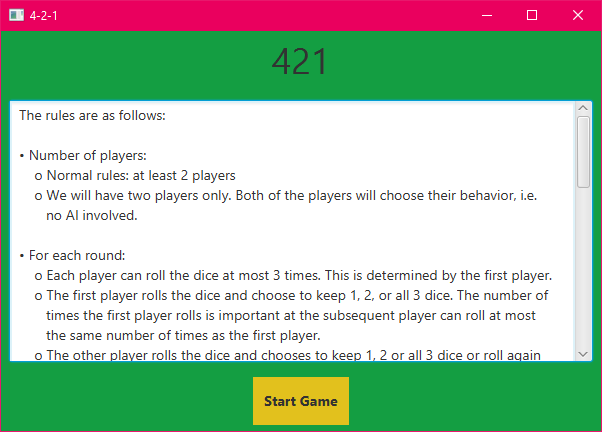 4-2-1
421
The rules are as follows:
• Number of players:
o Normal rules: at least 2 players
o We will have two players only. Both of the players will choose their behavior, i.e.
no AI involved.
• For each round:
o Each player can roll the dice at most 3 times. This is determined by the first player.
o The first player rolls the dice and choose to keep 1, 2, or all 3 dice. The number of
times the first player rolls is important at the subsequent player can roll at most
the same number of times as the first player.
o The other player rolls the dice and chooses to keep 1, 2 or all 3 dice or roll again
Start Game